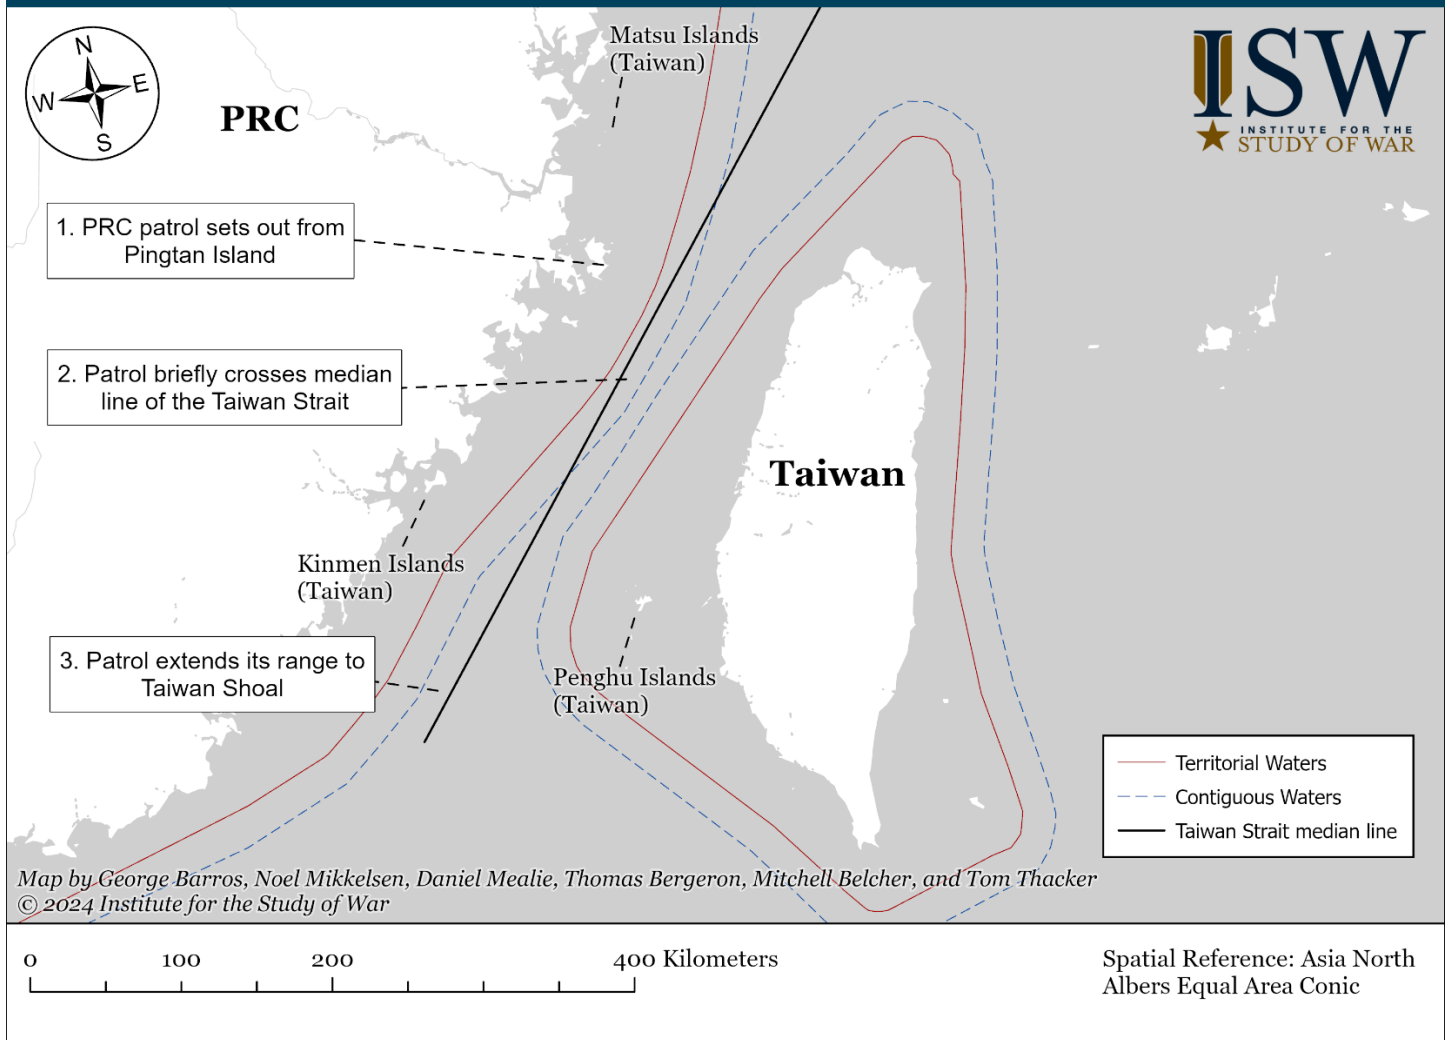 N
W
E
S
PRC
Matsu Islands
(Taiwan)
ISW
INSTITUTE FOR THE
STUDY OF WAR
1. PRC patrol sets out from
Pingtan Island
2. Patrol briefly crosses median
line of the Taiwan Strait
Taiwan
Kinmen Islands
(Taiwan)
3. Patrol extends its range to
Taiwan Shoal
Penghu Islands
(Taiwan)
Territorial Waters
Contiguous Waters
Taiwan Strait median line
Map by George Barros, Noel Mikkelsen, Daniel Mealie, Thomas Bergeron, Mitchell Belcher, and Tom Thacker
© 2024 Institute for the Study of War
0 100 200 400 Kilometers
Spatial Reference: Asia North
Albers Equal Area Conic